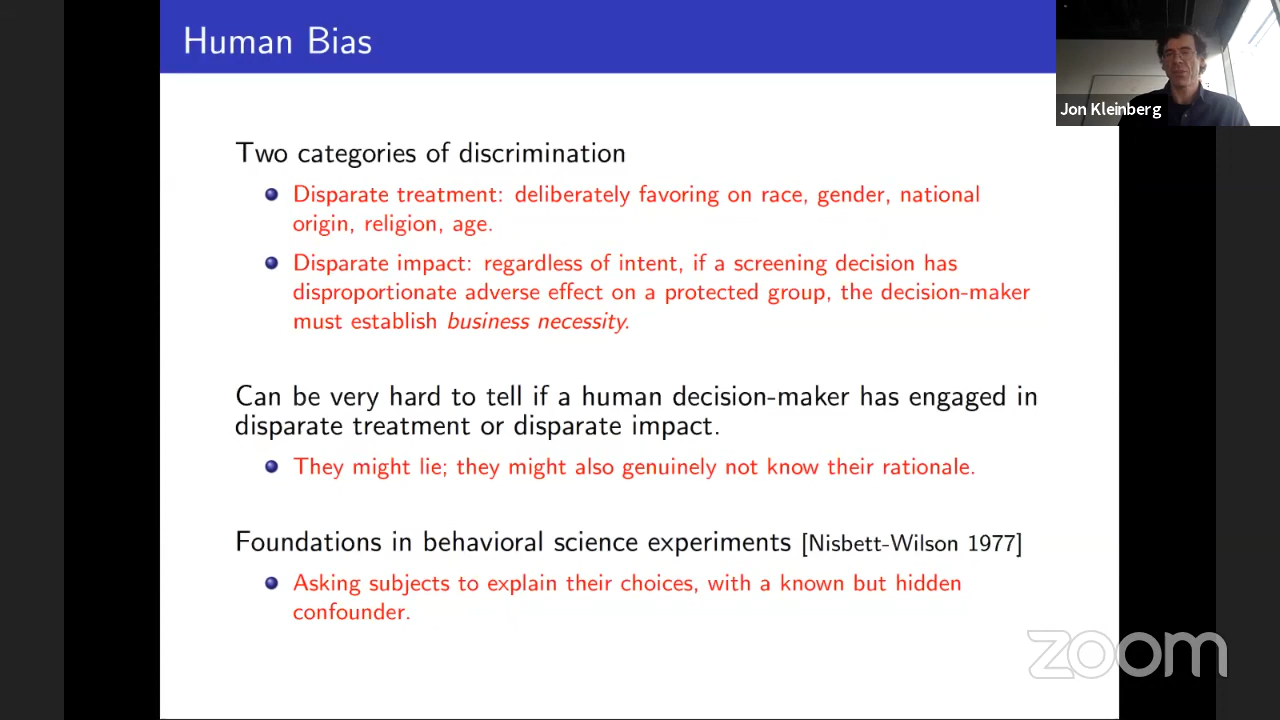 Human Bias
Jon Kleinberg
Two categories of discrimination
Disparate treatment: deliberately favoring on race, gender, national
origin, religion, age.
Disparate impact: regardless of intent, if a screening decision has
disproportionate adverse effect on a protected group, the decision-maker
must establish business necessity.
Can be very hard to tell if a human decision-maker has engaged in
disparate treatment or disparate impact.
They might lie; they might also genuinely not know their rationale.
Foundations in behavioral science experiments [Nisbett-Wilson 1977]
Asking subjects to explain their choices, with a known but hidden
confounder.
zoom